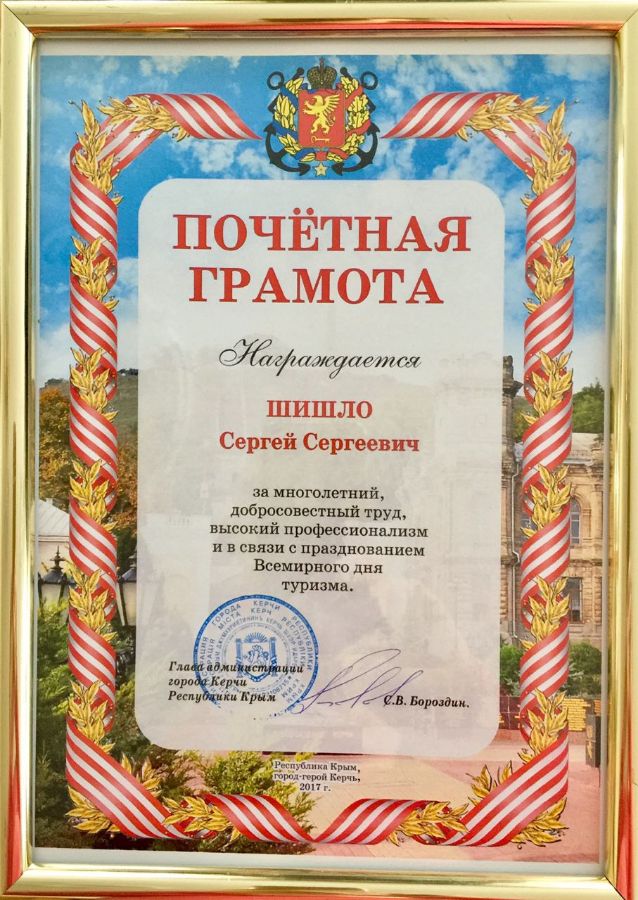 ПОЧЁТНАЯ
ГРАМОТА
Награждается
ШИШЛО
Сергей Сергеевич
за многолетний,
добросовестный труд,
высокий профессионализм
и в связи с празднованием
Всемирного дня
туризма.
Глава администрации
города Керчи
Республики Крым
С.В. Бороздин.
Республика Крым,
город-герой Керчь,
2017 г.